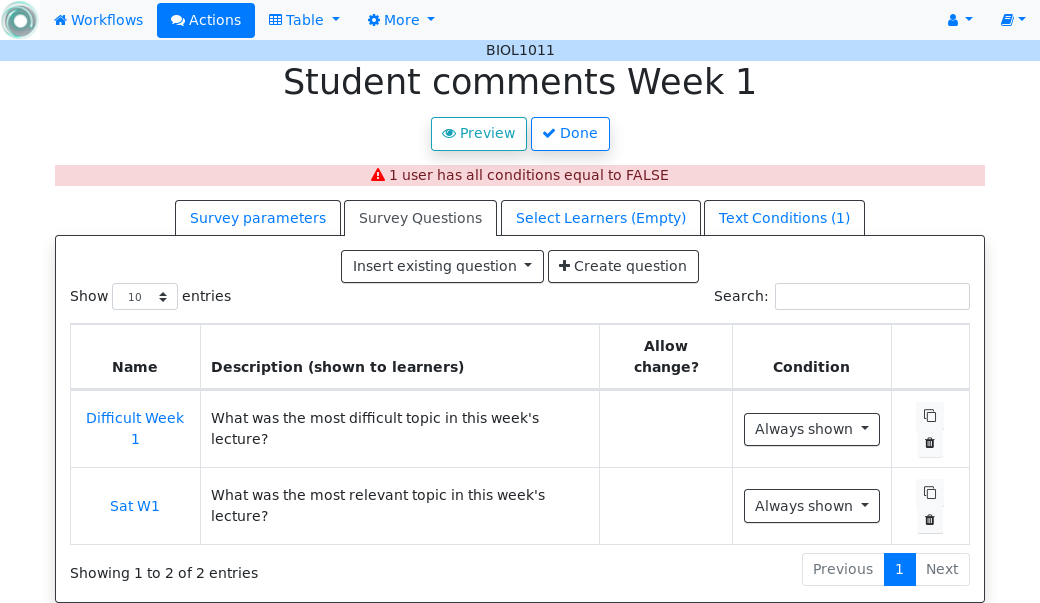 Workflows Actions Table More
BIOL1011
Student comments Week 1
Preview Done
1 user has all conditions equal to FALSE
Survey parameters Survey Questions Select Learners (Empty) Text Conditions (1)
Insert existing question Create question
Show 10 entries Search:
Name Description (shown to learners) Allow change? Condition
Difficult Week 1 What was the most difficult topic in this week's lecture? Always shown
Sat W1 What was the most relevant topic in this week's lecture? Always shown
Showing 1 to 2 of 2 entries Previous 1 Next